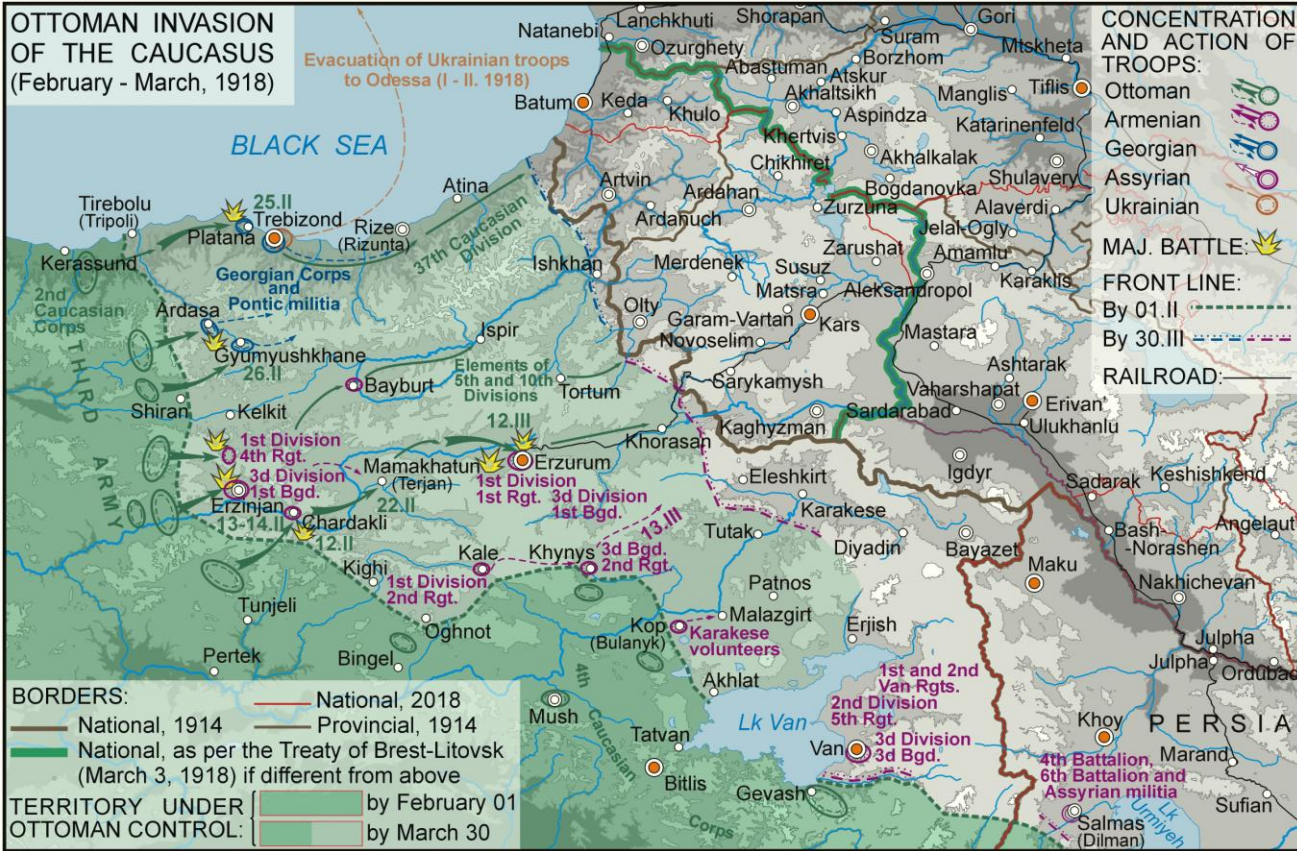 OTTOMAN INVASION
OF THE CAUCASUS
(February - March, 1918)
Evacuation of Ukrainian troops
to Odessa (I - II. 1918)
BLACK SEA
Lanchkhuti
Shorapan
Gori
Natanebi
Ozurghety
Suram
Mtskheta
Borzhom
Abastuman
Atskur
Batum
Keda
Akhaltsikh
Manglis
Tiflis
Khulo
Aspindza
Khertvis
Katarinenfeld
Chikhiret
Akhalkalak
Shulavery
Artvin
Ardahan
Bogdanovka
Ardanuch
Zurzuna
Alaverdi
Jelal-Ogly
Zarushat
Amamlu
Merdenek
Susuz
Karaklis
Ishkhan
Matsra
Aleksandropol
Olty
Garam-Vartan
Kars
Novoselim
Mastara
Ashtarak
Sarykamysh
Vaharshapat
Erivan'
Sardarabad
Ulukhanlu
Kaghyzman
Igdyr
CONCENTRATION
AND ACTION OF
TROOPS:
Ottoman
Armenian
Georgian
Assyrian
Ukrainian
MAJ. BATTLE:
FRONT LINE:
By 01.II
By 30.III
RAILROAD:
Tirebolu
(Tripoli)
25.II
Trebizond
Platana
Atina
Rize
(Rizunta)
Kerassund
37th Caucasian
Division
2nd
Caucasian
Corps
Georgian Corps
and
Pontic militia
Ardasa
Gyumyushkhane
26.II
Ispir
THIRD
ARMY
Bayburt
Elements of
5th and 10th
Divisions
Tortum
Shiran
Kelkit
12.III
Khorasan
1st Division
4th Rgt.
3d Division
1st Bgd.
Mamakhatun
(Terjan)
Erzurum
1st Division
1st Rgt.
3d Division
1st Bgd.
Erzinjan
13-14.II
22.II
Chardakli
12.II
13.III
Kale
Khynys
3d Bgd.
2nd Rgt.
Kighi
1st Division,
2nd Rgt.
Tunjeli
Oghnot
Pertek
Bingel
Eleshkirt
Karakese
Tutak
Diyadin
Bayazet
Patnos
Maku
Malazgirt
Kop
(Bulanyk)
Karakese
volunteers
Erjish
Akhlat
Sadarak
Keshishkend
Bash-
-Norashen
Angelaut
Nakhichevan
Julpha
Julpha
Ordubad
4th
Caucasian
Corps
Mush
Tatvan
Bitlis
Lk Van
1st and 2nd
Van Rgts.
2nd Division
5th Rgt.
Van
3d Division
3d Bgd.
Gevash
PERSIA
Khoy
Marand
4th Battalion,
6th Battalion and
Assyrian militia
Sufian
Salmas
(Dilman)
Lk
Urmiyeh
BORDERS:
National, 2018
National, 1914
Provincial, 1914
National, as per the Treaty of Brest-Litovsk
(March 3, 1918) if different from above
TERRITORY UNDER
OTTOMAN CONTROL:
by February 01
by March 30